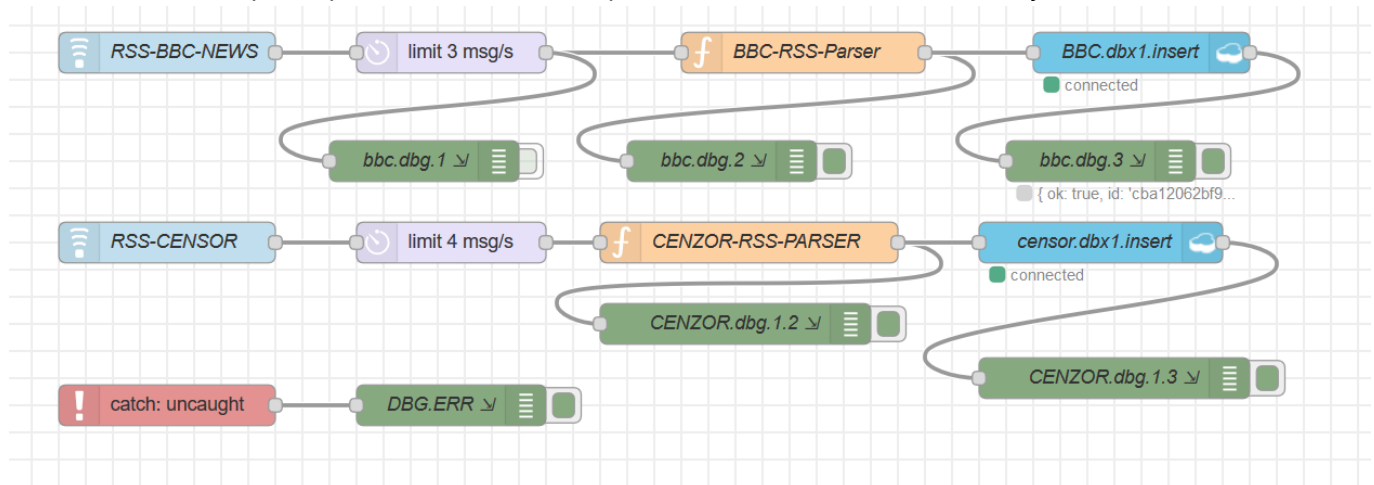 RSS-BBC-NEWS
limit 3 msg/s
BBC-RSS-Parser
BBC.dbx1.insert
connected
bbc.dbg.1
bbc.dbg.2
bbc.dbg.3
{ ok: true, id: 'cba12062bf9...
RSS-CENSOR
limit 4 msg/s
CENZOR-RSS-PARSER
censor.dbx1.insert
connected
CENZOR.dbg.1.2
CENZOR.dbg.1.3
catch: uncaught
DBG.ERR